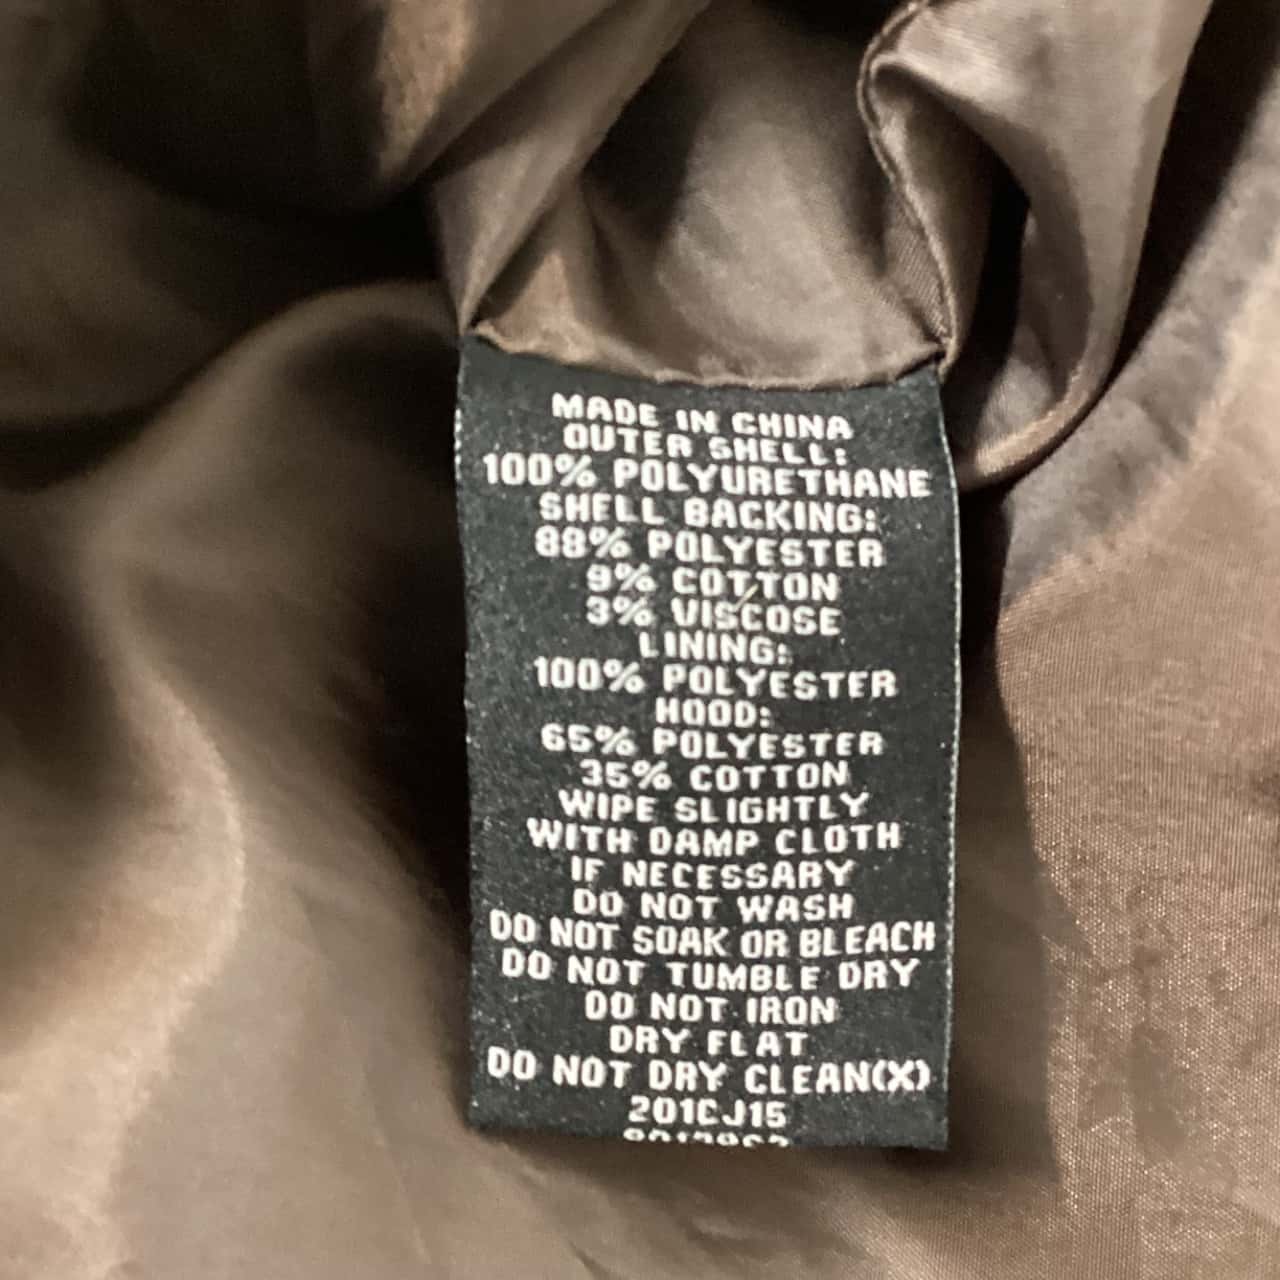 MADE IN CHINA
OUTER SHELL:
100% POLYURETHANE
SHELL BACKING:
88% POLYESTER
9% COTTON
3% VISCOSE
LINING:
100% POLYESTER
HOOD:
65% POLYESTER
35% COTTON
WIPE SLIGHTLY
WITH DAMP CLOTH
IF NECESSARY
DO NOT WASH
DO NOT SOAK OR BLEACH
DO NOT TUMBLE DRY
DO NOT IRON
DRY FLAT
DO NOT DRY CLEAN(X)
201CJ15